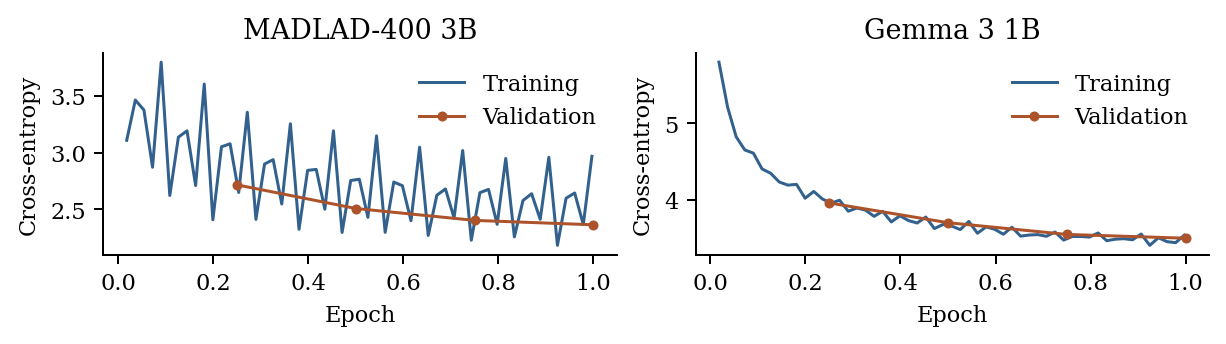 MADLAD-400 3B
Cross-entropy
3.5
3.0
2.5
Training
Validation
0.0 0.2 0.4 0.6 0.8 1.0
Epoch
Gemma 3 1B
Cross-entropy
5
4
Training
Validation
0.0 0.2 0.4 0.6 0.8 1.0
Epoch